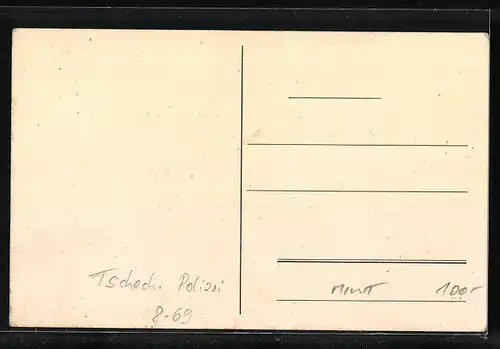 Tschech. Polizei
8-69
MINT 100,-